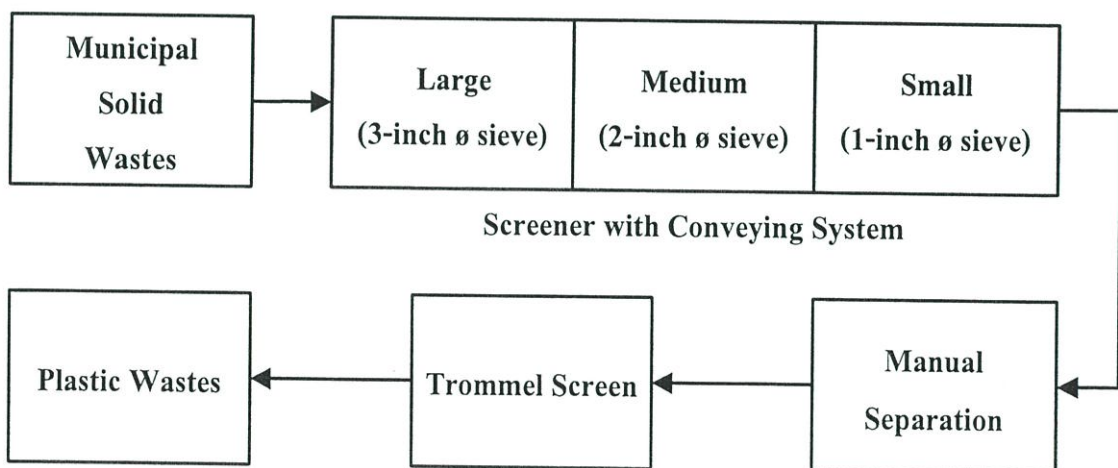 Municipal
Solid
Wastes
Large
(3-inch ø sieve)
Medium
(2-inch ø sieve)
Small
(1-inch ø sieve)
Screener with Conveying System
Plastic Wastes
Trommel Screen
Manual
Separation